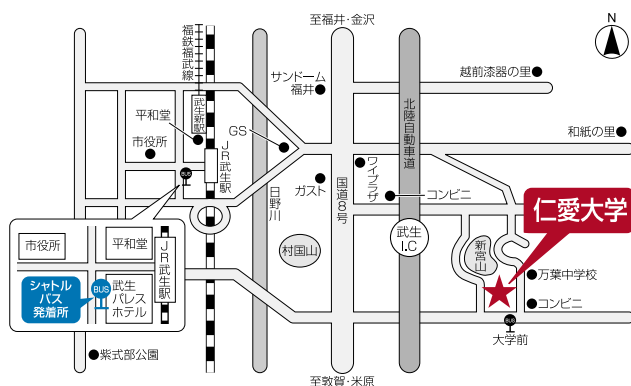 至福井・金沢
N
福鉄福武線
サンドーム
福井
越前漆器の里
平和堂
武生新駅
北陸自動車道
市役所
GS
和紙の里
JR武生駅
ワイプラザ
BUS
ガスト
国道8号
コンビニ
日野川
仁愛大学
武生
I.C
市役所
平和堂
JR武生駅
村国山
新宮山
万葉中学校
シャトル
バス
発着所
BUS
武生
パレス
ホテル
コンビニ
BUS
大学前
紫式部公園
至敦賀・米原